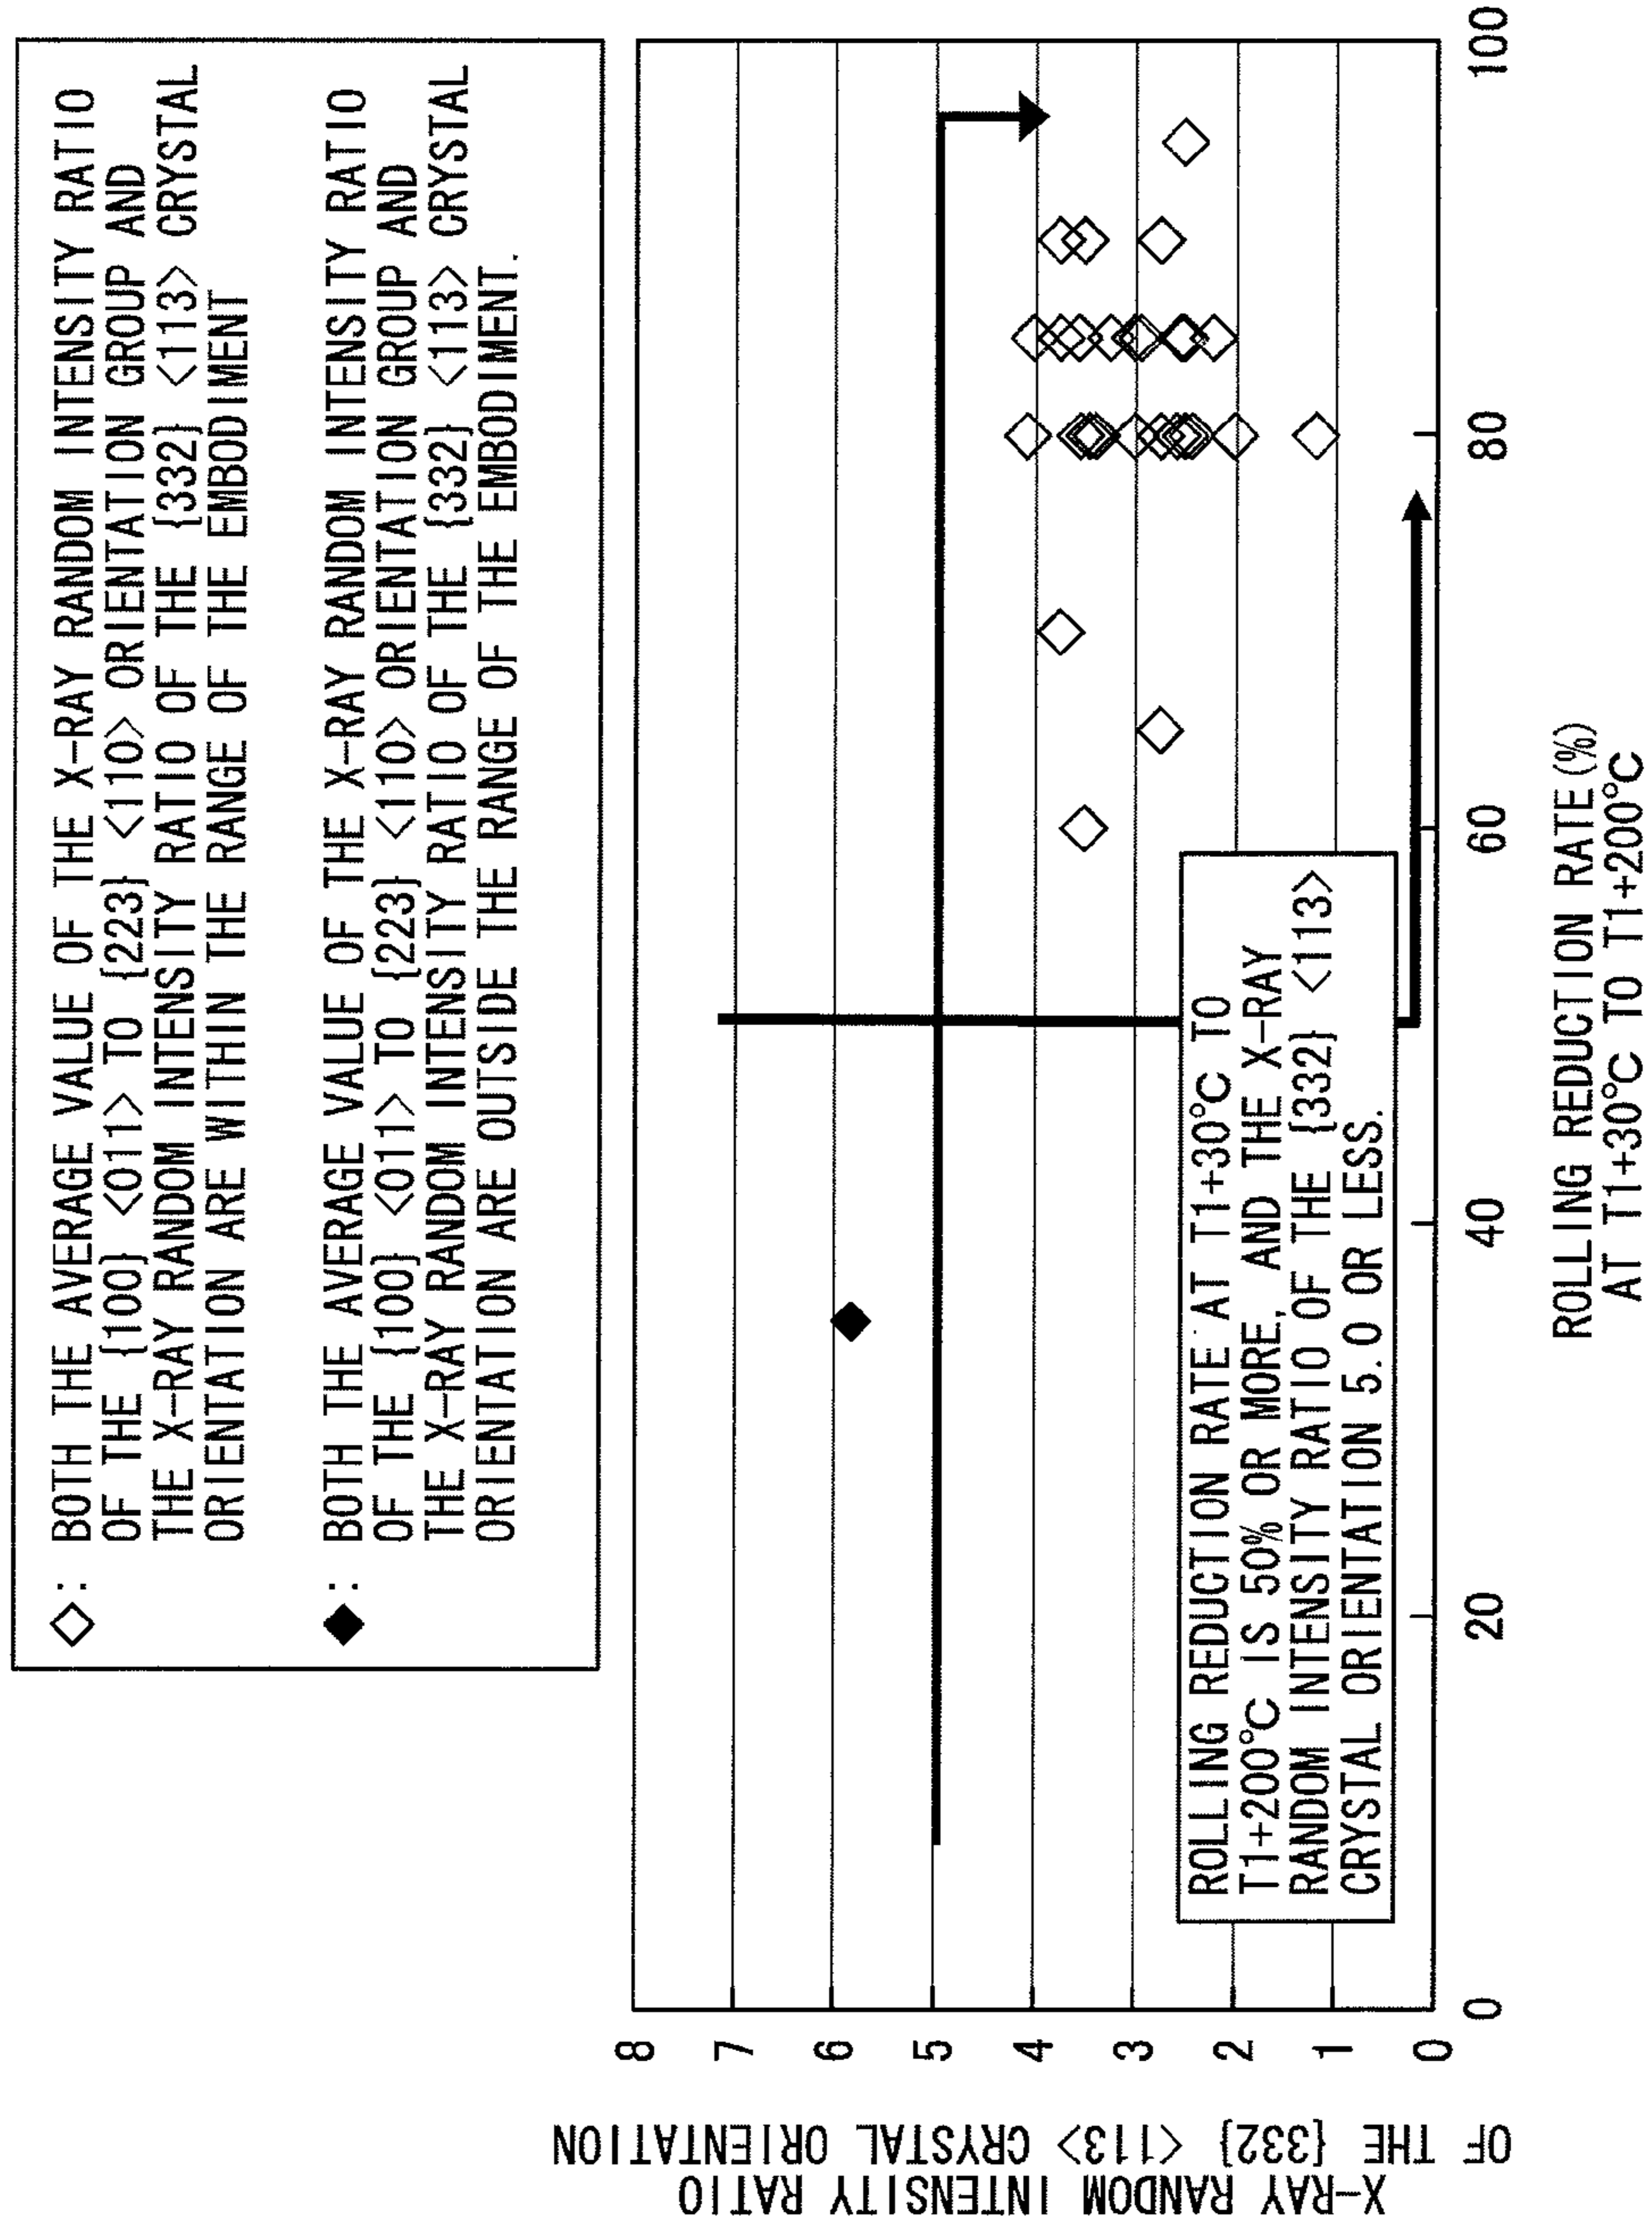 ◇: BOTH THE AVERAGE VALUE OF THE X-RAY RANDOM INTENSITY RATIO
OF THE {100} <011> TO {223} <110> ORIENTATION GROUP AND
THE X-RAY RANDOM INTENSITY RATIO OF THE {332} <113> CRYSTAL
ORIENTATION ARE WITHIN THE RANGE OF THE EMBODIMENT
◆: BOTH THE AVERAGE VALUE OF THE X-RAY RANDOM INTENSITY RATIO
OF THE {100} <011> TO {223} <110> ORIENTATION GROUP AND
THE X-RAY RANDOM INTENSITY RATIO OF THE {332} <113> CRYSTAL
ORIENTATION ARE OUTSIDE THE RANGE OF THE EMBODIMENT.
X-RAY RANDOM INTENSITY RATIO
OF THE {332} <113> CRYSTAL ORIENTATION
8
7
6
5
4
3
2
1
0
ROLLING REDUCTION RATE AT T1+30℃ TO
T1+200℃ IS 50% OR MORE, AND THE X-RAY
RANDOM INTENSITY RATIO OF THE {332} <113>
CRYSTAL ORIENTATION 5.0 OR LESS.
0
20
40
60
80
100
ROLLING REDUCTION RATE(%)
AT T1+30℃ TO T1+200℃